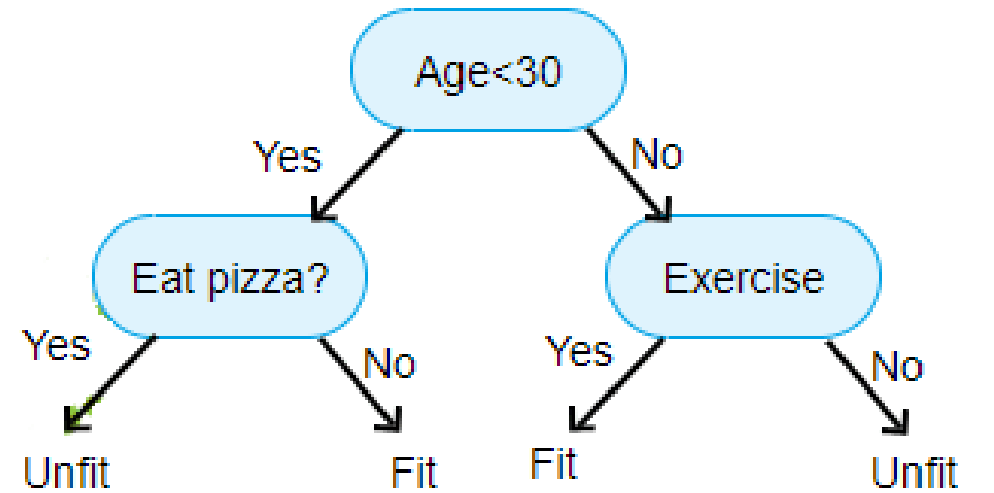 Age<30
Yes
No
Eat pizza?
Exercise
Yes
No
Yes
No
Unfit
Fit
Fit
Unfit